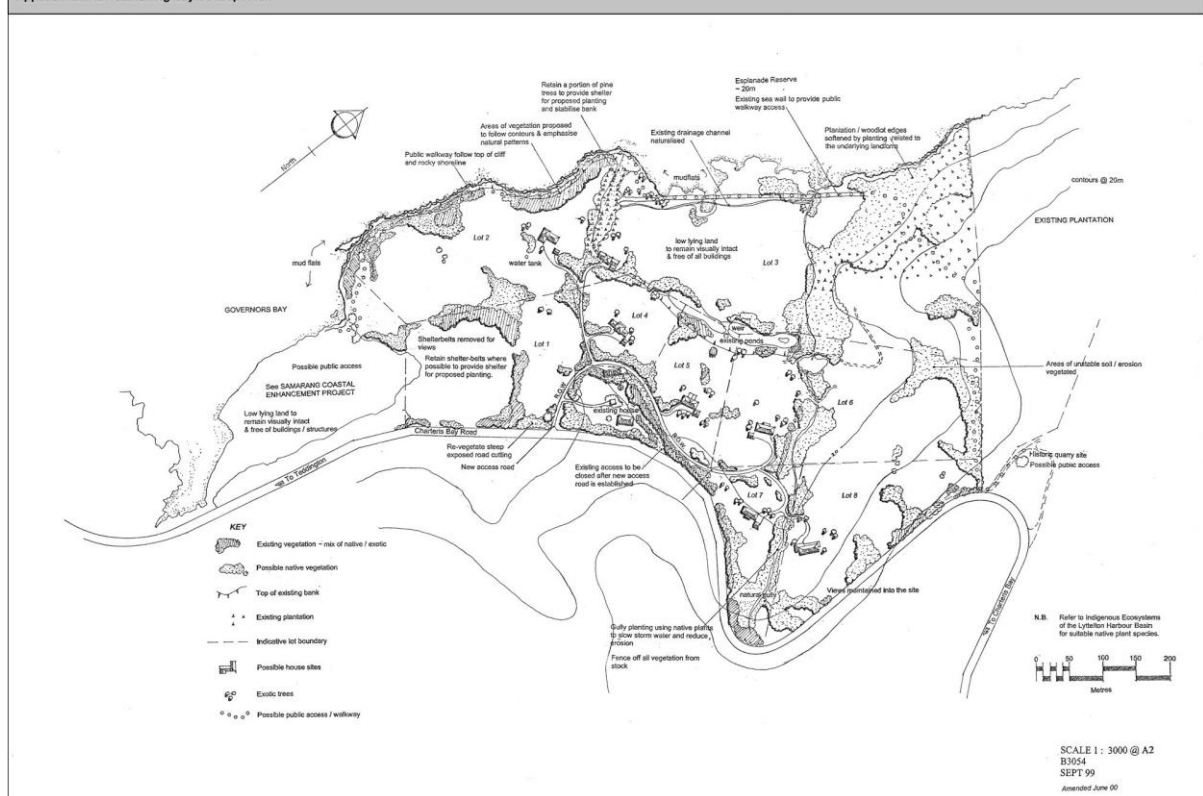 Retain a portion of pine
trees to provide shelter
for proposed planting
and stabilise bank
Esplanade Reserve
~ 20m
Existing sea wall to provide public
walkway access
Areas of vegetation proposed
to follow contours & emphasise
natural patterns
Existing drainage channel
naturalised
Plantation / woodlot edges
softened by planting related to
the underlying landform
Public walkway follow top of cliff
and rocky shoreline
North
mudflats
contours @ 20m
EXISTING PLANTATION
Lot 2
low lying land
to remain visually intact
& free of all buildings
Lot 3
water tank
mud flats
GOVERNORS BAY
Lot 4
weir
existing ponds
Shelterbelts removed for
views
Lot 1
Retain shelter-belts where
possible to provide shelter
for proposed planting.
Lot 5
Possible public access
See SAMARANG COASTAL
ENHANCEMENT PROJECT
Areas of unstable soil / erosion
vegetated
Lot 6
R.O.W
existing house
Low lying land to
remain visually intact
& free of buildings / structures
Charteris Bay Road
Re-vegetate steep
exposed road cutting
New access road
R.O.W
Existing access to be
closed after new access
road is established
Historic quarry site
Possible public access
To Teddington
Lot 7
Lot 8
KEY
Existing vegetation ~ mix of native / exotic
Possible native vegetation
Top of existing bank
Existing plantation
Indicative lot boundary
Possible house sites
Exotic trees
Possible public access / walkway
natural gully
Views maintained into the site
Gully planting using native plants
to slow storm water and reduce
erosion
Fence off all vegetation from
stock
To Charteris Bay
N.B. Refer to Indigenous Ecosystems
of the Lyttelton Harbour Basin
for suitable native plant species.
0 50 100 150 200
Metres
SCALE 1 : 3000 @ A2
B3054
SEPT 99
Amended June 00